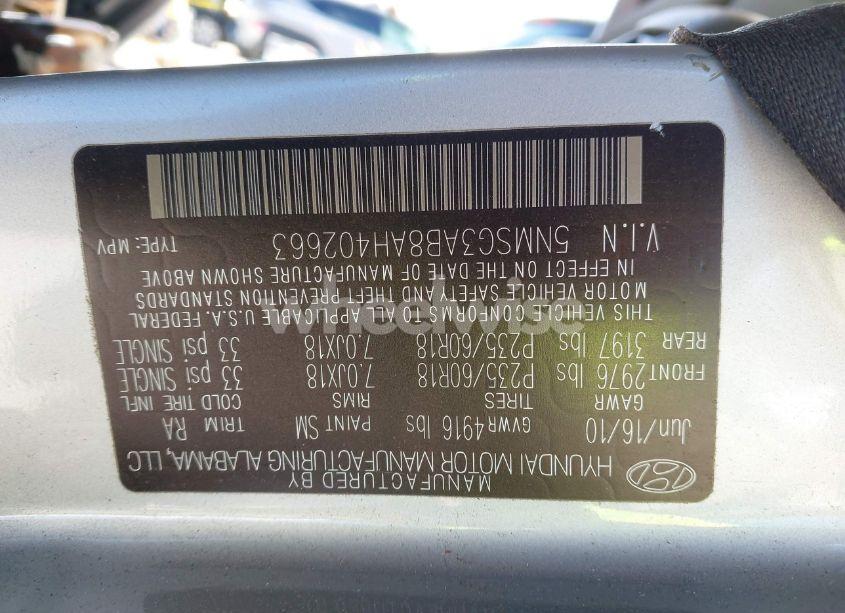 MANUFACTURED BY
HYUNDAI MOTOR MANUFACTURING ALABAMA, LLC
Jun/16/10 GVWR 4916 lbs PAINT SM TRIM RA
GAWR TIRES RIMS COLD TIRE INFL
FRONT 2976 lbs P235/60R18 7.0JX18 33 psi SINGLE
REAR 3197 lbs P235/60R18 7.0JX18 33 psi SINGLE
THIS VEHICLE CONFORMS TO ALL APPLICABLE U.S.A. FEDERAL
MOTOR VEHICLE SAFETY AND THEFT PREVENTION STANDARDS
IN EFFECT ON THE DATE OF MANUFACTURE SHOWN ABOVE
V.I.N 5NMSG3AB8AH402663 TYPE: MPV
wheelwise